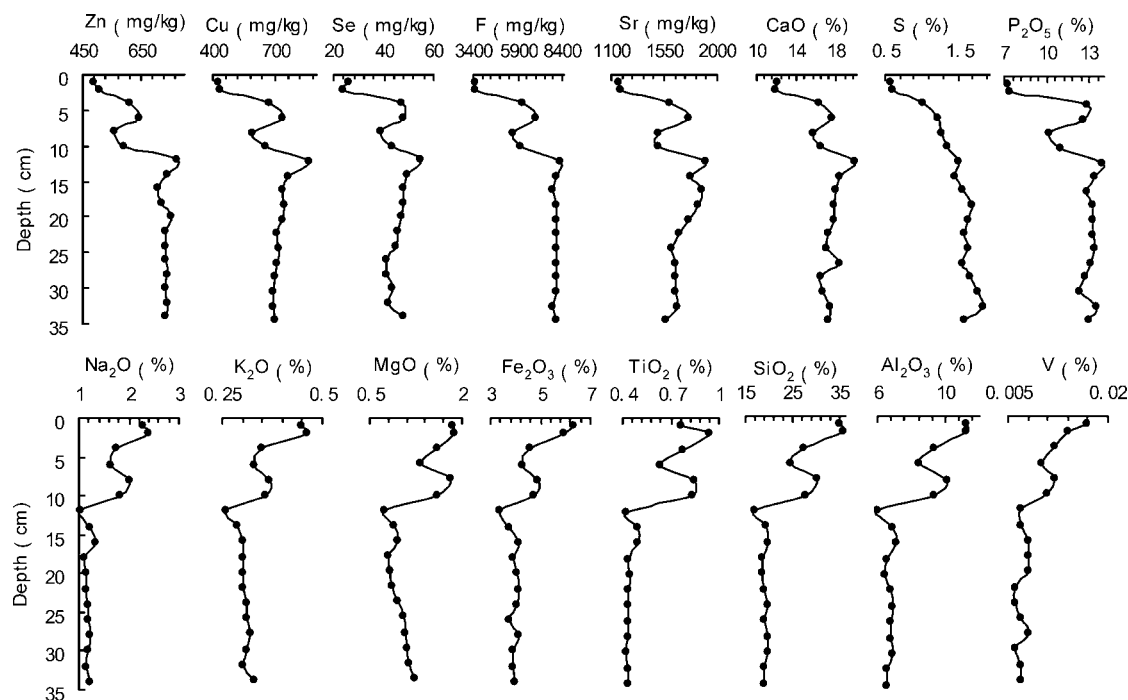 Zn ( mg/kg) Cu ( mg/kg) Se ( mg/kg) F ( mg/kg) Sr ( mg/kg) CaO ( %) S ( %) P₂O₅ ( %)
450 650 400 700 20 40 60 3400 5900 8400 1100 1550 2000 10 14 18 0.5 1.5 7 10 13
0
5
10
15
20
25
30
35
Depth ( cm)
Na₂O ( %) K₂O ( %) MgO ( %) Fe₂O₃ ( %) TiO₂ ( %) SiO₂ ( %) Al₂O₃ ( %) V ( %)
1 2 3 0.25 0.5 0.5 2 3 5 7 0.4 0.7 1 15 25 35 6 10 0.005 0.02
0
5
10
15
20
25
30
35
Depth ( cm)